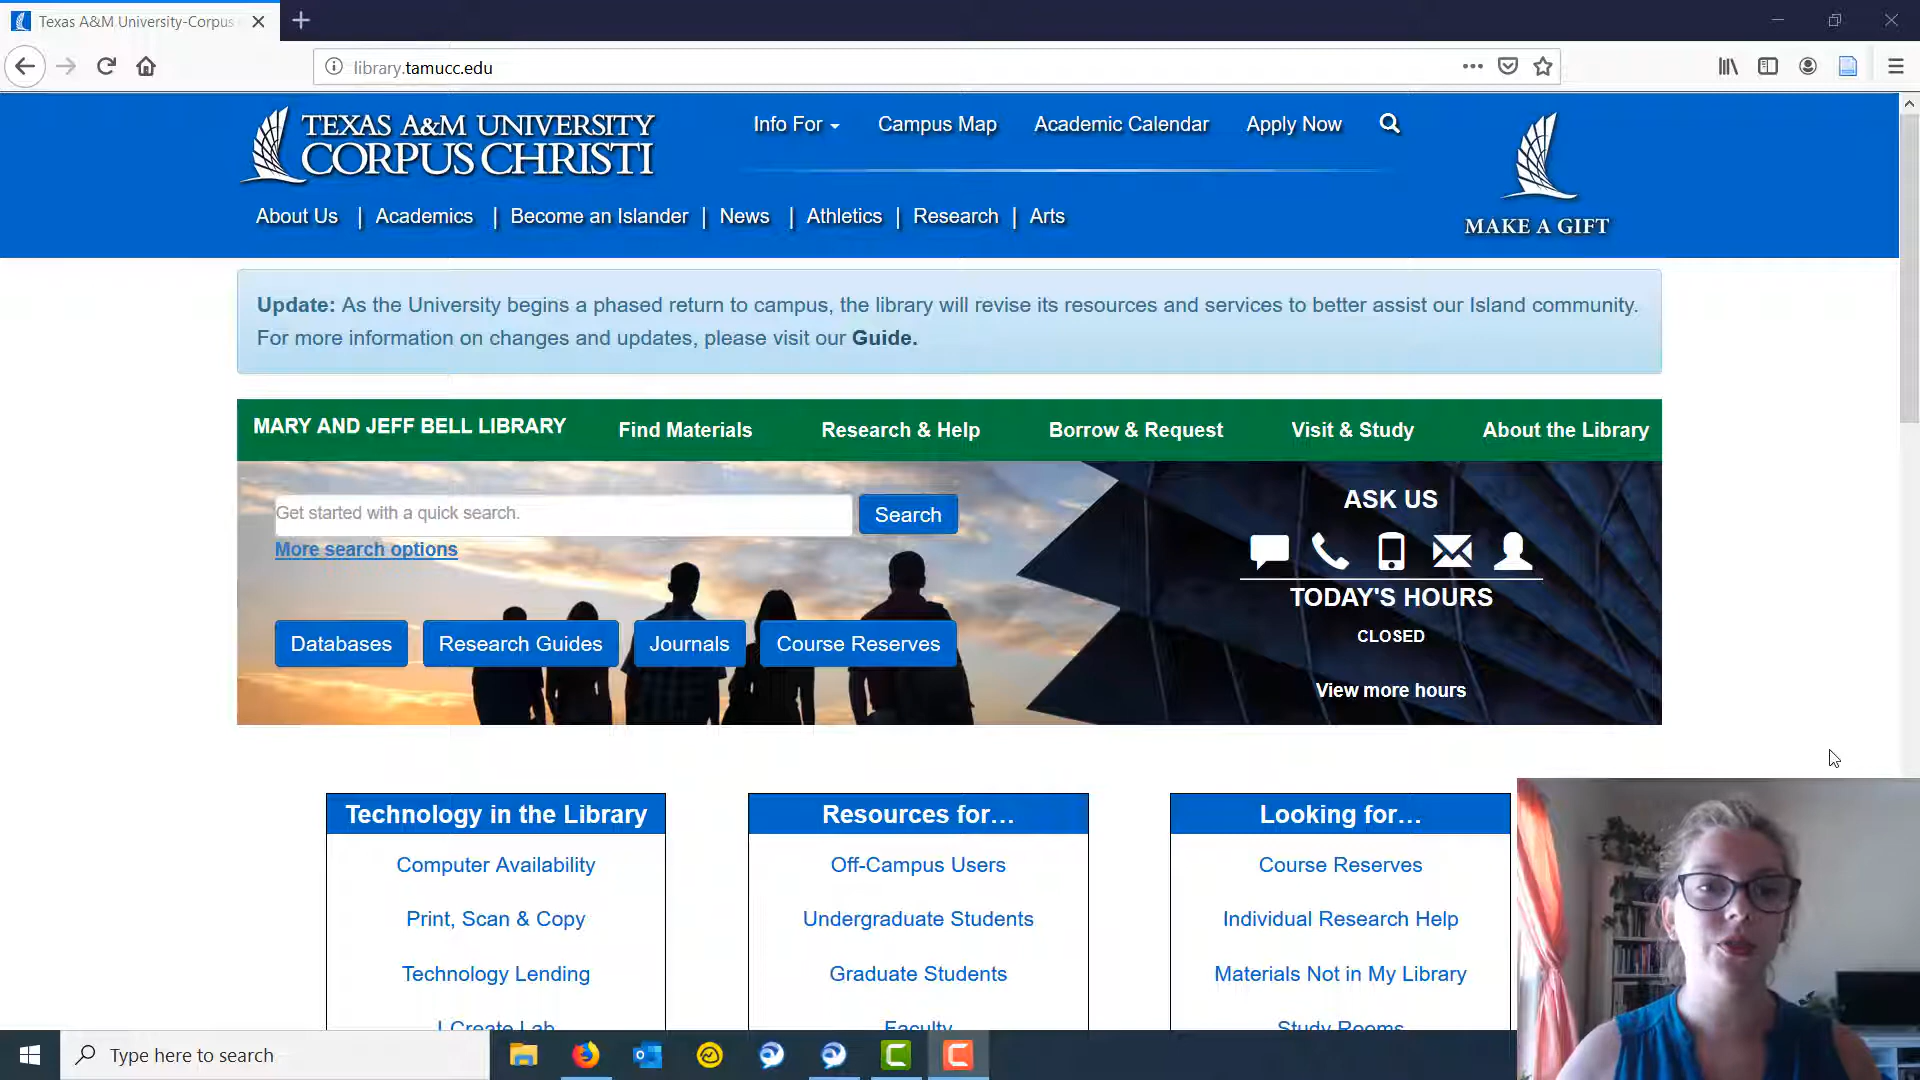 Texas A&M University-Corpus
library.tamucc.edu
TEXAS A&M UNIVERSITY
CORPUS CHRISTI
Info For
Campus Map
Academic Calendar
Apply Now
About Us | Academics | Become an Islander | News | Athletics | Research | Arts
MAKE A GIFT
Update: As the University begins a phased return to campus, the library will revise its resources and services to better assist our Island community.
For more information on changes and updates, please visit our Guide.
MARY AND JEFF BELL LIBRARY
Find Materials
Research & Help
Borrow & Request
Visit & Study
About the Library
Get started with a quick search.
Search
More search options
Databases
Research Guides
Journals
Course Reserves
ASK US
TODAY'S HOURS
CLOSED
View more hours
Technology in the Library
Computer Availability
Print, Scan & Copy
Technology Lending
I Create Lab
Resources for…
Off-Campus Users
Undergraduate Students
Graduate Students
Faculty
Looking for…
Course Reserves
Individual Research Help
Materials Not in My Library
Study Rooms
Type here to search